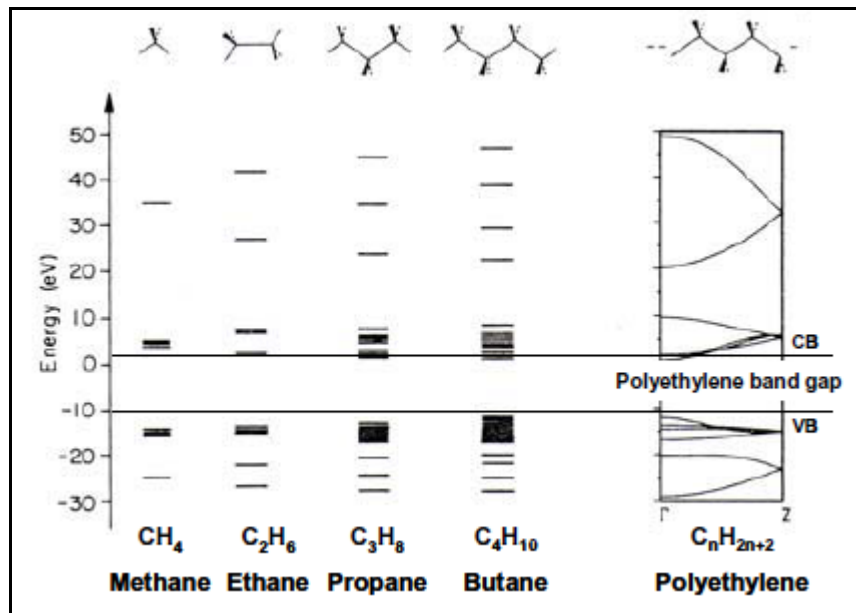 Energy (eV)
50
40
30
20
10
0
-10
-20
-30
CB
Polyethylene band gap
VB
Γ Z
CH₄ C₂H₆ C₃H₈ C₄H₁₀ CₙH₂ₙ₊₂
Methane Ethane Propane Butane Polyethylene